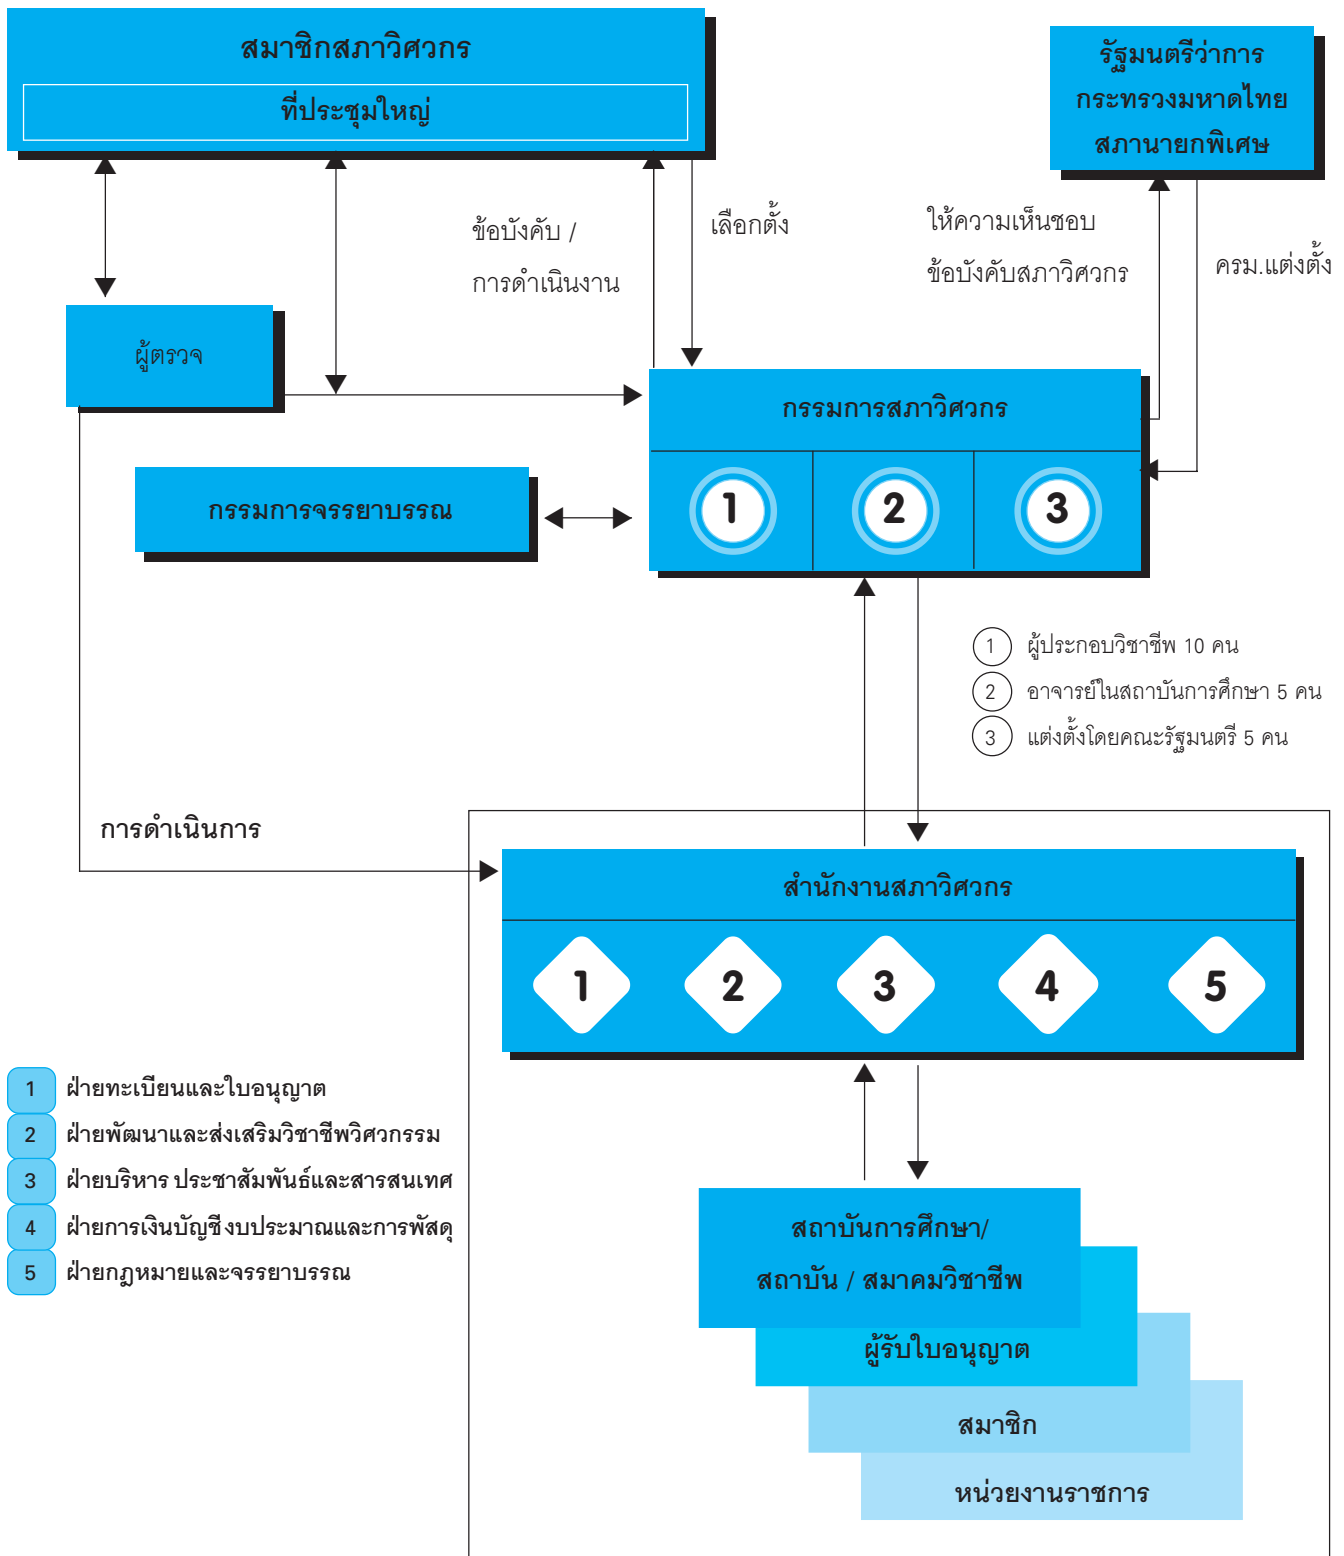 สมาชิกสภาวิศวกร
ที่ประชุมใหญ่
รัฐมนตรีว่าการ
กระทรวงมหาดไทย
สภานายกพิเศษ
ข้อบังคับ /
การดำเนินงาน
เลือกตั้ง
ให้ความเห็นชอบ
ข้อบังคับสภาวิศวกร
ครม.แต่งตั้ง
ผู้ตรวจ
กรรมการสภาวิศวกร
1 2 3
กรรมการจรรยาบรรณ
1 ผู้ประกอบวิชาชีพ 10 คน
2 อาจารย์ในสถาบันการศึกษา 5 คน
3 แต่งตั้งโดยคณะรัฐมนตรี 5 คน
การดำเนินการ
สำนักงานสภาวิศวกร
1 2 3 4 5
1 ฝ่ายทะเบียนและใบอนุญาต
2 ฝ่ายพัฒนาและส่งเสริมวิชาชีพวิศวกรรม
3 ฝ่ายบริหาร ประชาสัมพันธ์และสารสนเทศ
4 ฝ่ายการเงินบัญชี งบประมาณและการพัสดุ
5 ฝ่ายกฎหมายและจรรยาบรรณ
สถาบันการศึกษา/
สถาบัน / สมาคมวิชาชีพ
ผู้รับใบอนุญาต
สมาชิก
หน่วยงานราชการ